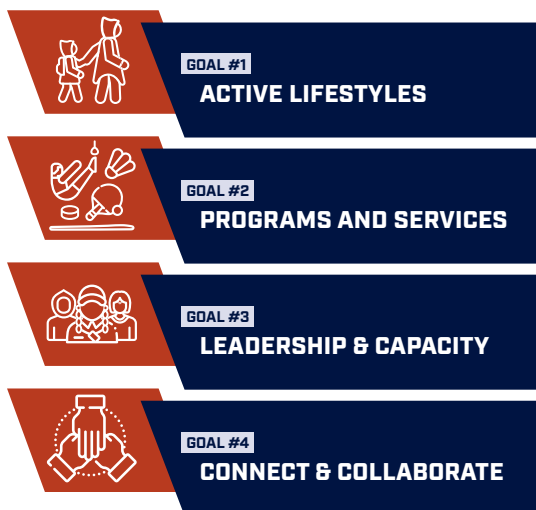 GOAL #1
ACTIVE LIFESTYLES
GOAL #2
PROGRAMS AND SERVICES
GOAL #3
LEADERSHIP & CAPACITY
GOAL #4
CONNECT & COLLABORATE